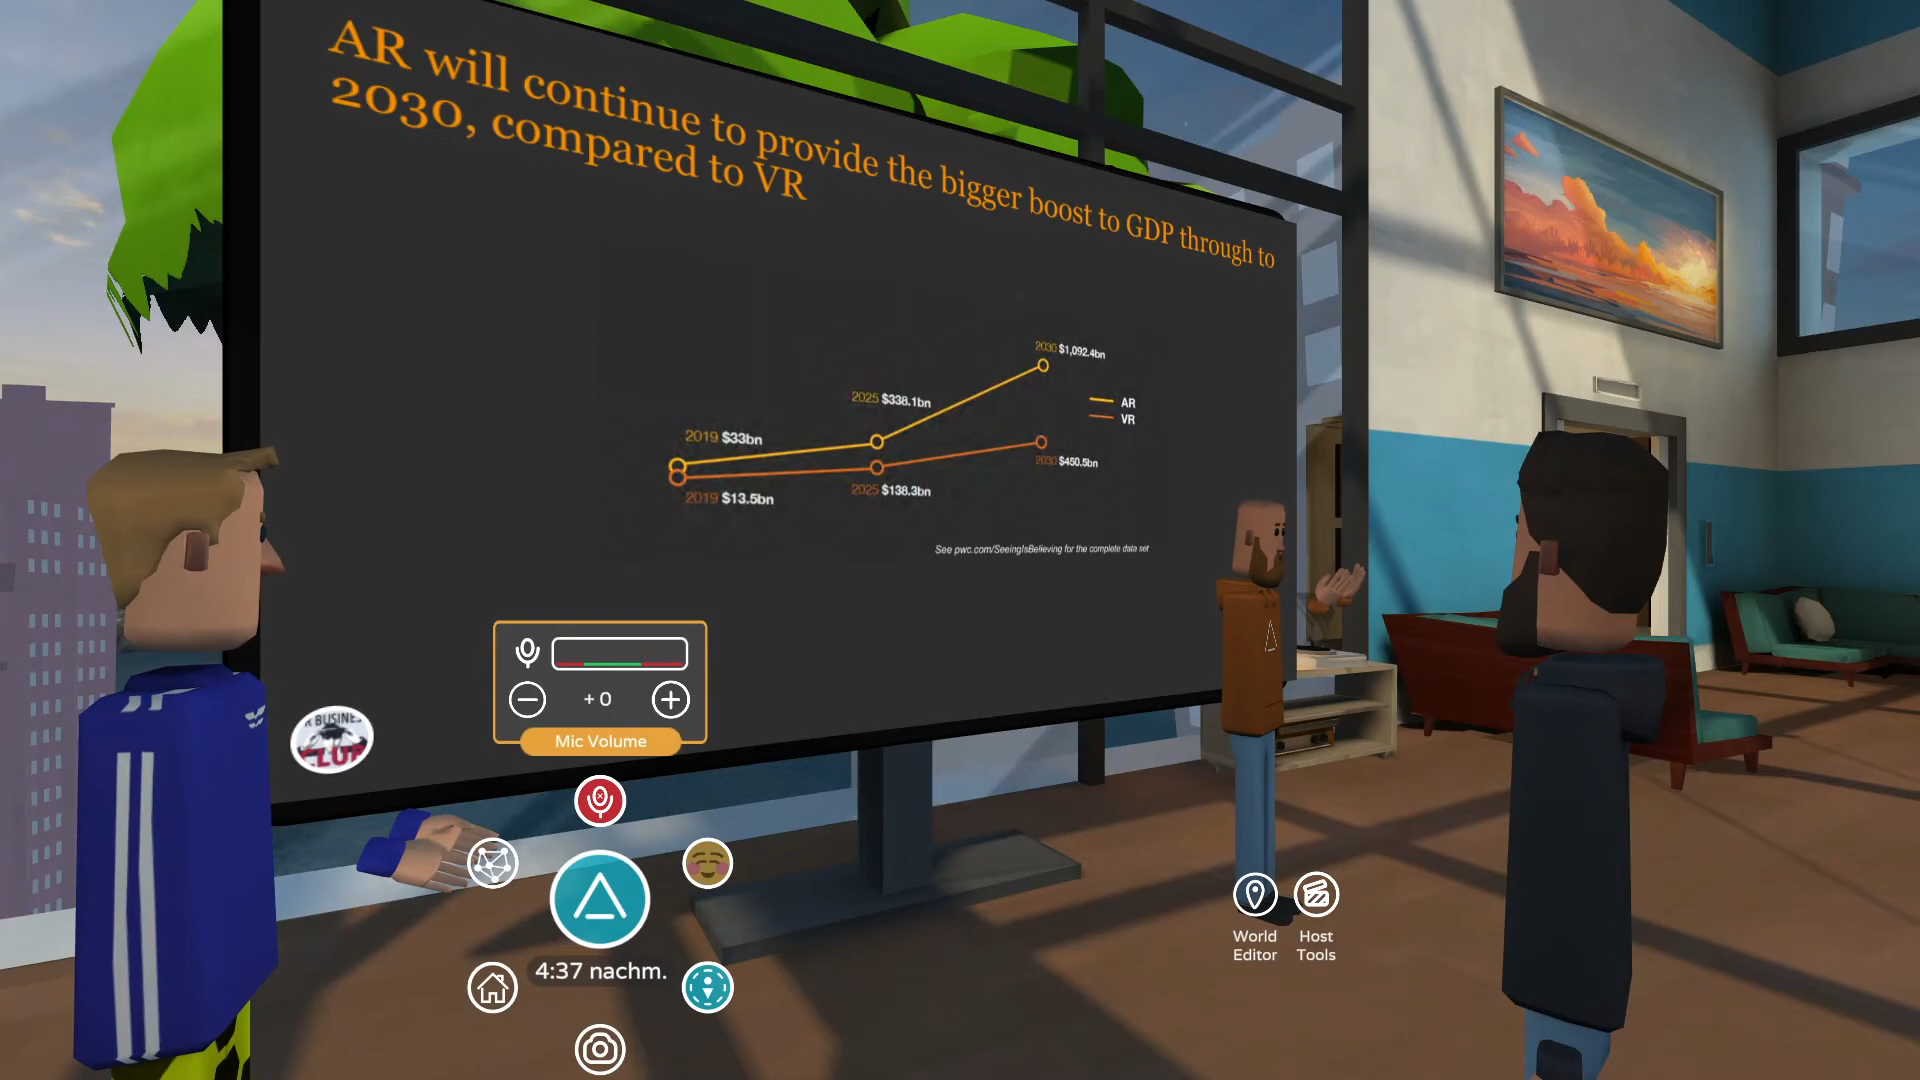 AR will continue to provide the bigger boost to GDP through to
2030, compared to VR
2030 $1,092.4bn
2025 $338.1bn
AR
VR
2019 $33bn
2030 $450.5bn
2019 $13.5bn
2025 $138.3bn
See pwc.com/SeeingIsBelieving for the complete data set
BUSINE
CLUB
+ 0
Mic Volume
4:37 nachm.
World
Editor
Host
Tools